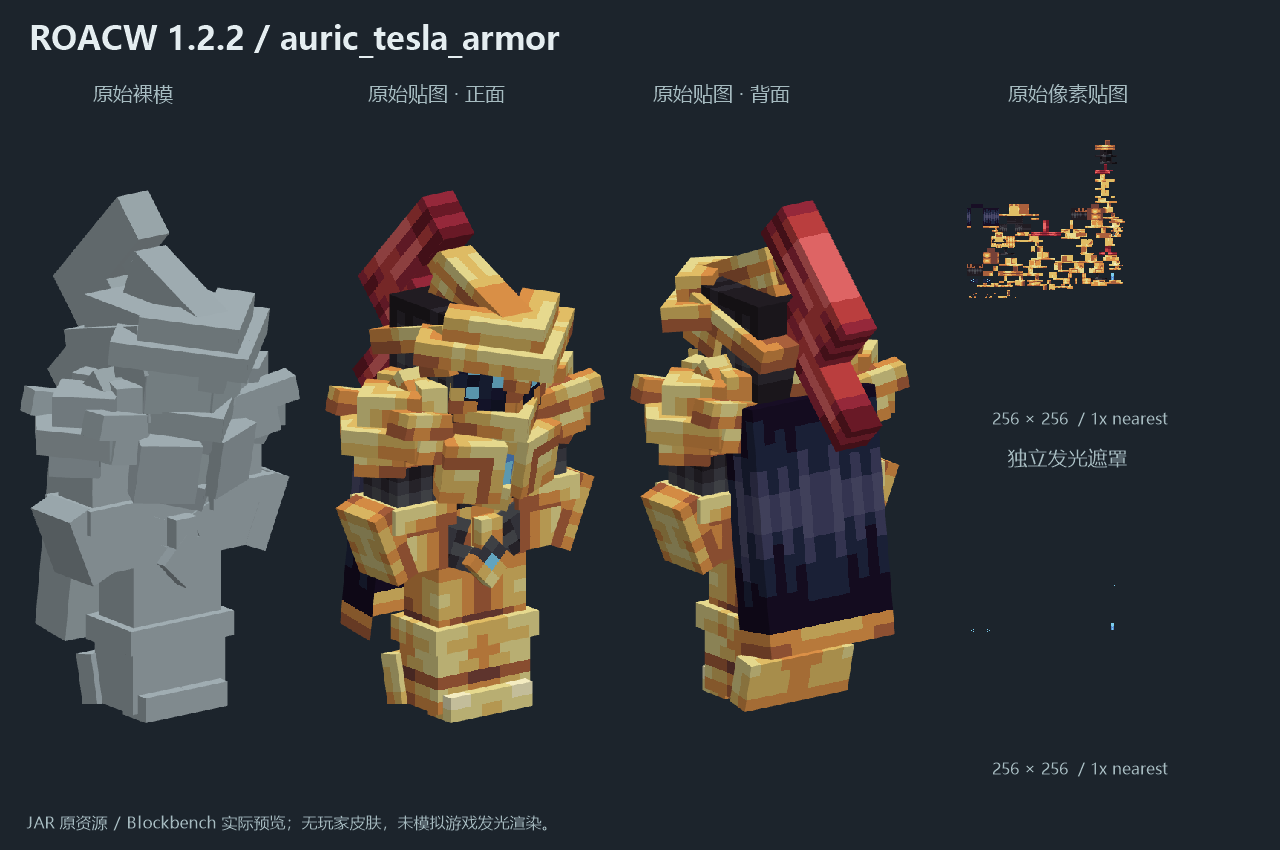 ROACW 1.2.2 / auric_tesla_armor
原始裸模
原始贴图 · 正面
原始贴图 · 背面
原始像素贴图
256 × 256 / 1x nearest
独立发光遮罩
256 × 256 / 1x nearest
JAR 原资源 / Blockbench 实际预览；无玩家皮肤，未模拟游戏发光渲染。